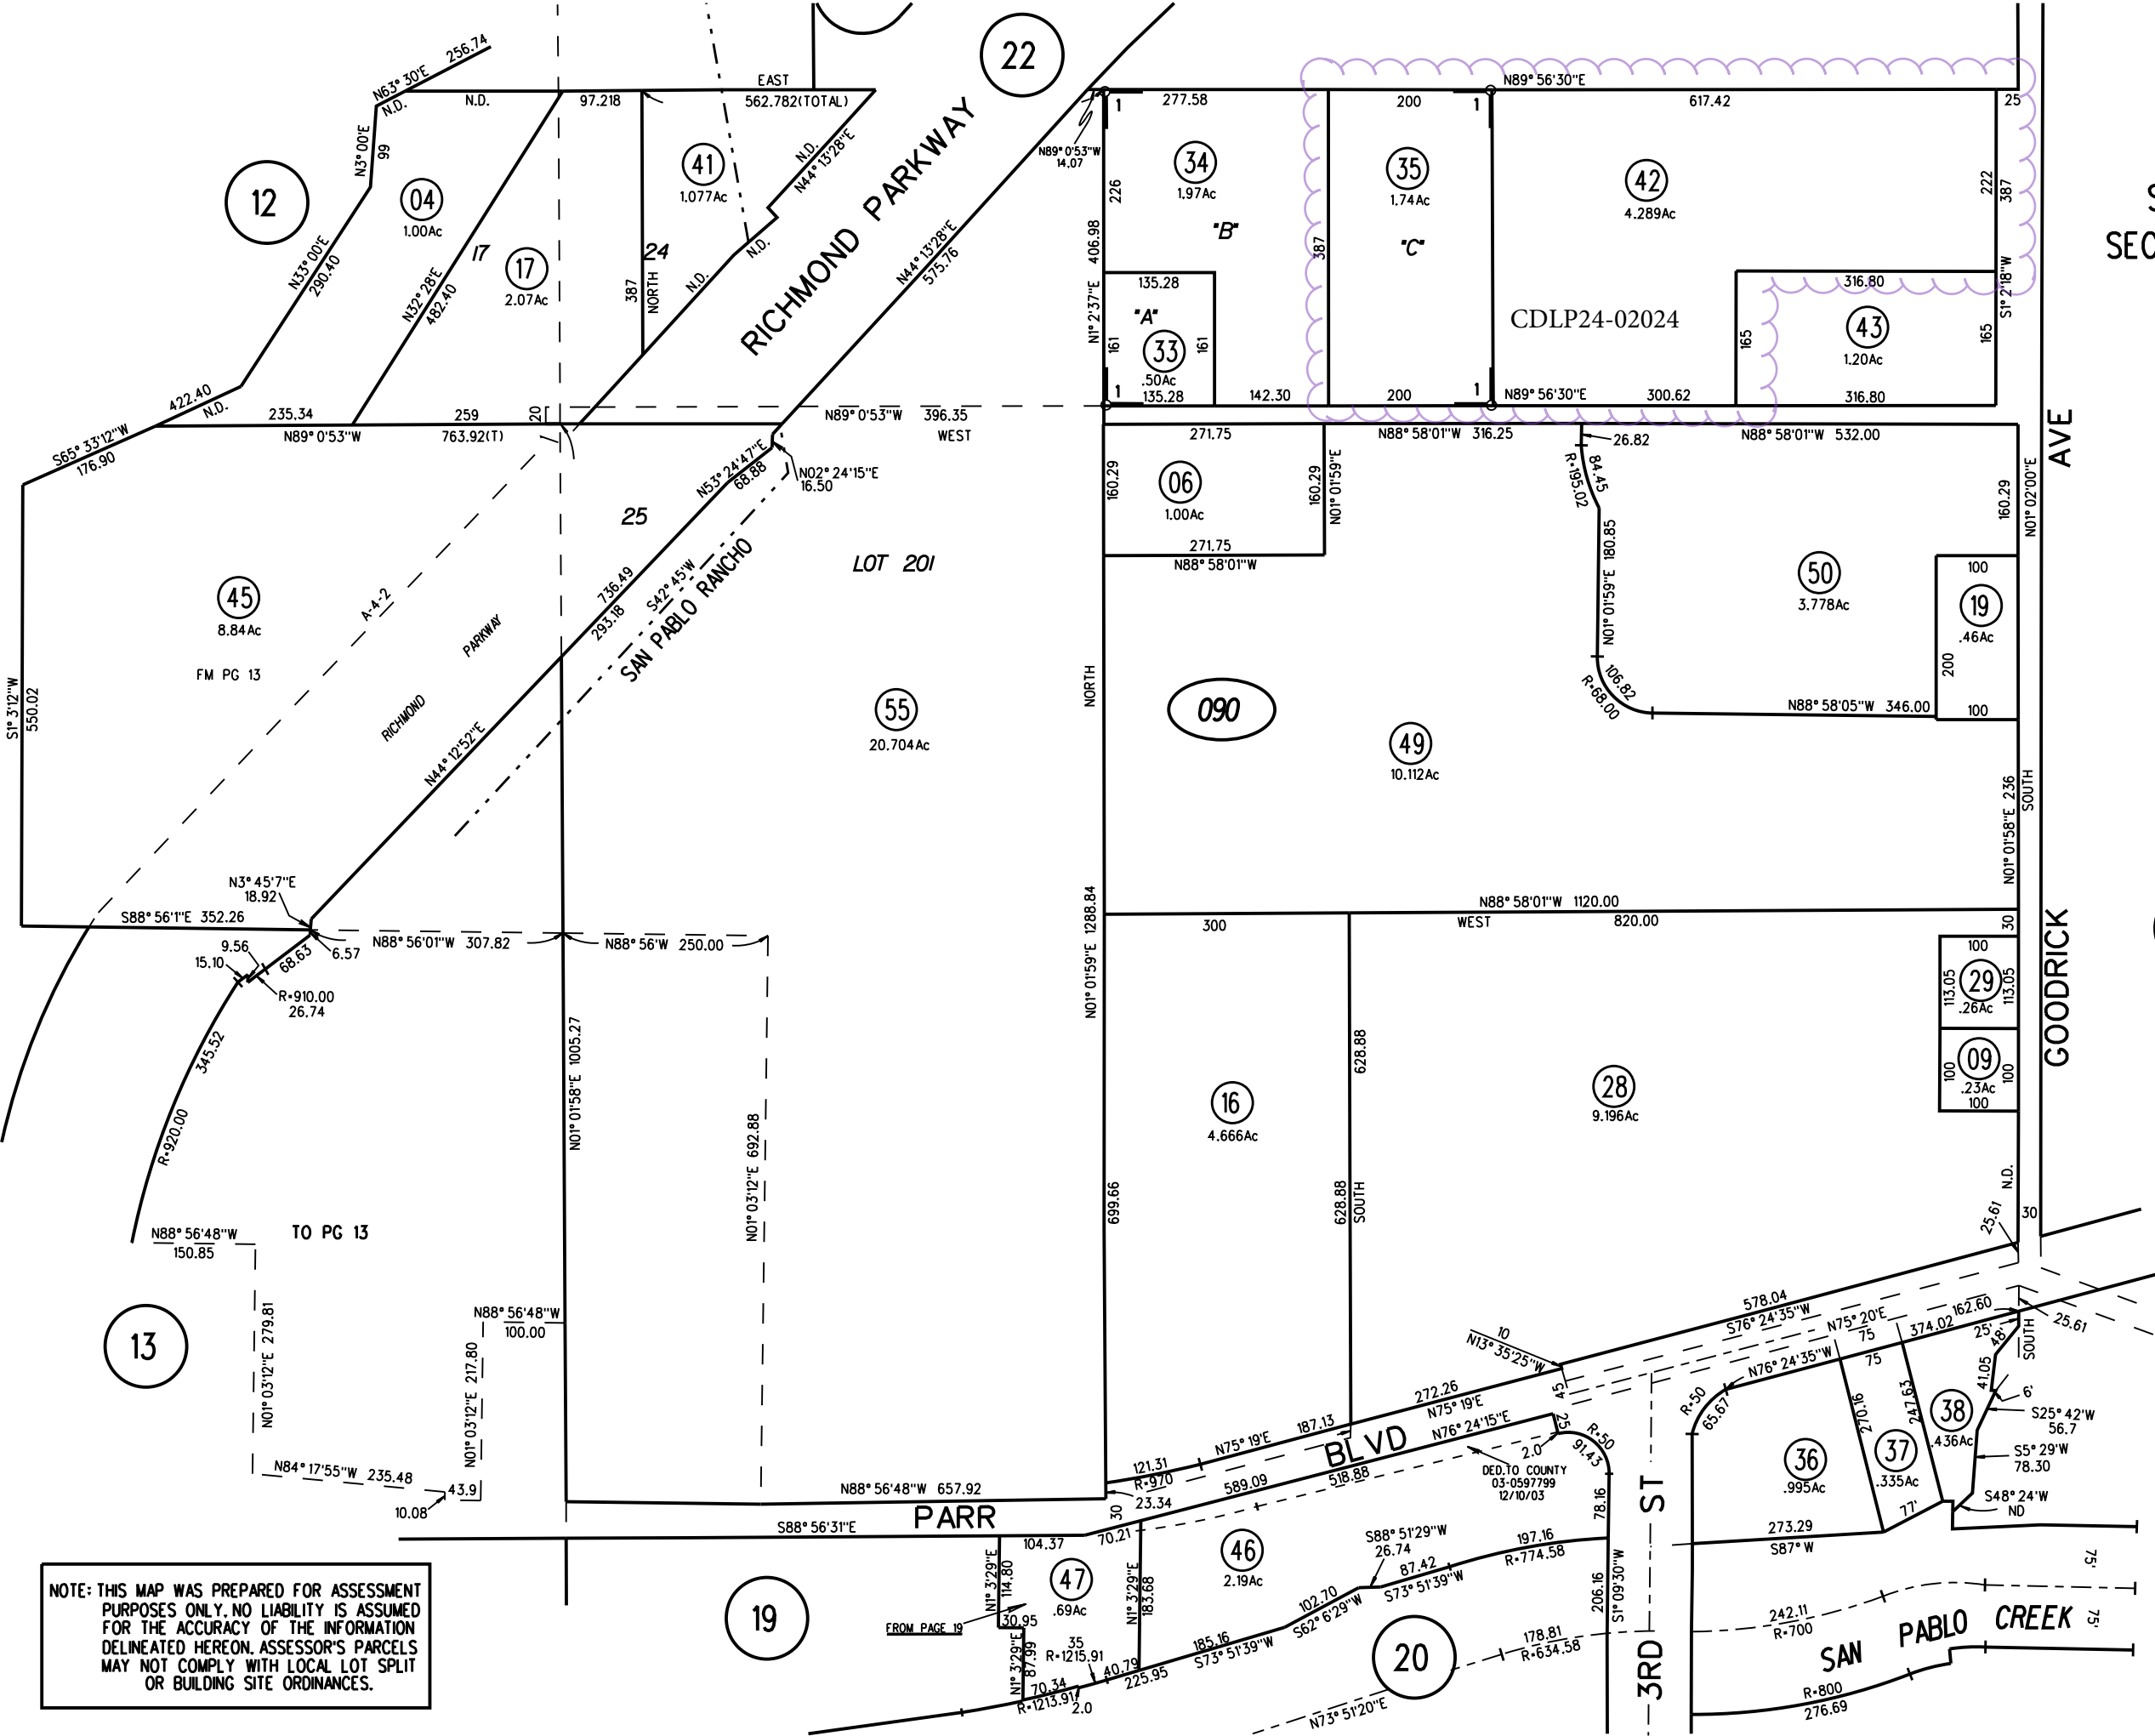 256.74
N63° 30'E
N.D.
N.D.
97.218
EAST
562.782(TOTAL)
22
N89° 56'30"E
277.58
200
617.42
25
1
1
N3° 00'E
99
12
04
1.00Ac
N33° 00'E
290.40
17
N32° 28'E
482.40
17
2.07Ac
41
1.077Ac
24
387
NORTH
N.D.
N44° 13'28"E
N.D.
N.D.
RICHMOND PARKWAY
N44° 13'28"E
575.76
N89° 0'53"W
14.07
226
34
1.97Ac
"B"
35
1.74Ac
"C"
387
42
4.289Ac
222
387
N1° 2'37"E 406.98
135.28
"A"
33
.50Ac
161
161
135.28
1
142.30
200
1
CDLP24-02024
316.80
43
1.20Ac
165
165
S1° 2'18"W
N89° 56'30"E
300.62
316.80
SEC
422.40
N.D.
S65° 33'12"W
176.90
235.34
259
20
N89° 0'53"W
763.92(T)
N89° 0'53"W 396.35
WEST
N02° 24'15"E
16.50
N53° 24'47"E
68.88
271.75
N88° 58'01"W 316.25
26.82
N88° 58'01"W 532.00
AVE
160.29
06
1.00Ac
160.29
N01° 01'59"E
271.75
N88° 58'01"W
84.45
R=195.02
N01° 01'59"E 180.85
160.29
N01° 02'00"E
50
3.778Ac
100
19
.46Ac
200
100
106.82
R=68.00
N88° 58'05"W 346.00
25
LOT 201
S42° 45'W
SAN PABLO RANCHO
736.49
293.18
45
8.84Ac
FM PG 13
A-4-2
PARKWAY
RICHMOND
S1° 3'12"W
550.02
N44° 12'52"E
55
20.704Ac
NORTH
090
49
10.112Ac
N01° 01'58"E 236
SOUTH
N3° 45'7"E
18.92
S88° 56'1"E 352.26
9.56
15.10
68.63
6.57
R=910.00
26.74
N88° 56'01"W 307.82
N88° 56'W 250.00
N01° 01'59"E 1288.84
N88° 58'01"W 1120.00
300
WEST
820.00
30
100
29
.26Ac
113.05
113.05
09
.23Ac
100
100
100
GOODRICK
345.52
R=920.00
N01° 01'58"E 1005.27
N01° 03'12"E 692.88
16
4.666Ac
628.88
28
9.196Ac
699.66
628.88
SOUTH
N.D.
25.61
30
N88° 56'48"W
150.85
TO PG 13
13
N01° 03'12"E 279.81
N88° 56'48"W
100.00
N01° 03'12"E 217.80
N84° 17'55"W 235.48
43.9
10.08
N88° 56'48"W 657.92
S88° 56'31"E
PARR
BLVD
121.31
R=970
23.34
30
N75° 19'E
187.13
272.26
N75° 19'E
N76° 24'15"E
589.09
518.88
70.21
10
N13° 35'25"W
578.04
S76° 24'35"W
N75° 20'E
162.60
25.61
374.02
25'
48'
SOUTH
75
75
N76° 24'35"W
45
25
2.0
R=50
91.43
DED.TO COUNTY
03-0597799
12/10/03
R=50
65.67
270.16
247.63
41.05
6'
38
.436Ac
S25° 42'W
56.7
S5° 29'W
78.30
S48° 24'W
ND
36
.995Ac
37
.335Ac
77'
273.29
S87° W
78.16
3RD ST
206.16
S1° 09'30"W
104.37
N1° 3'29"E
114.80
47
.69Ac
30.95
N1° 3'29"E
87.99
FROM PAGE 19
19
N1° 3'29"E
183.68
46
2.19Ac
35
R=1215.91
70.34
R=1213.91
2.0
40.79
225.95
185.16
S73° 51'39"W
102.70
S62° 6'29"W
S88° 51'29"W
26.74
87.42
S73° 51'39"W
197.16
R=774.58
20
178.81
R=634.58
N73° 51'20"E
242.11
R=700
SAN PABLO CREEK
75'
75'
R=800
276.69
NOTE: THIS MAP WAS PREPARED FOR ASSESSMENT
PURPOSES ONLY. NO LIABILITY IS ASSUMED
FOR THE ACCURACY OF THE INFORMATION
DELINEATED HEREON. ASSESSOR'S PARCELS
MAY NOT COMPLY WITH LOCAL LOT SPLIT
OR BUILDING SITE ORDINANCES.